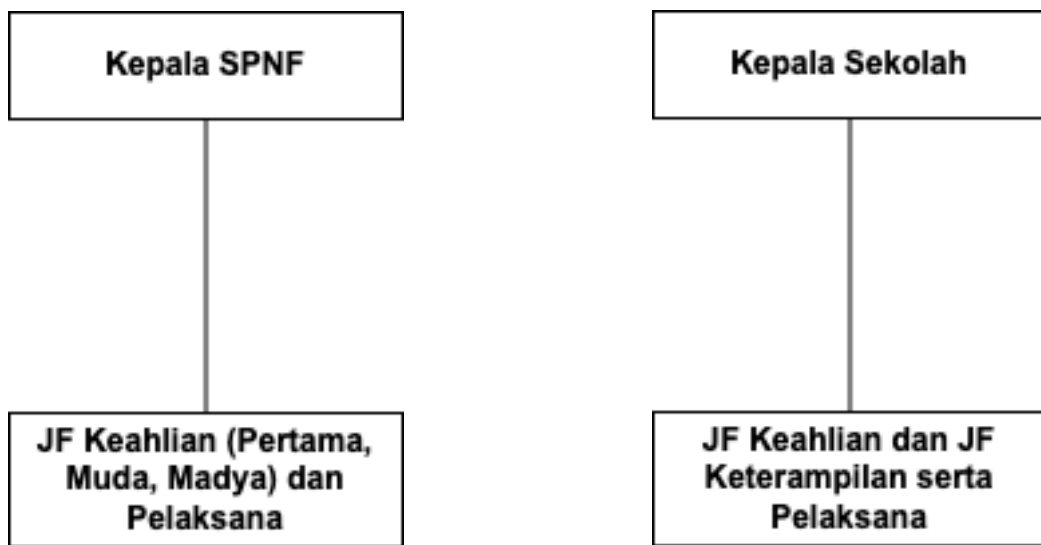 Kepala SPNF
Kepala Sekolah
JF Keahlian (Pertama,
Muda, Madya) dan
Pelaksana
JF Keahlian dan JF
Keterampilan serta
Pelaksana